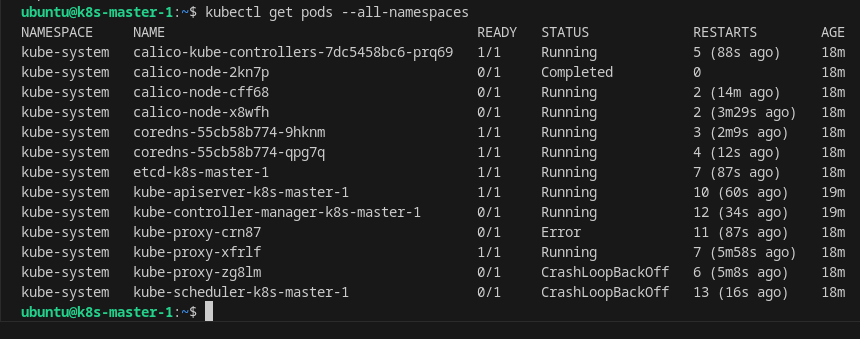 ubuntu@k8s-master-1:~$ kubectl get pods --all-namespaces
NAMESPACE NAME READY STATUS RESTARTS AGE
kube-system calico-kube-controllers-7dc5458bc6-prq69 1/1 Running 5 (88s ago) 18m
kube-system calico-node-2kn7p 0/1 Completed 0 18m
kube-system calico-node-cff68 0/1 Running 2 (14m ago) 18m
kube-system calico-node-x8wfh 0/1 Running 2 (3m29s ago) 18m
kube-system coredns-55cb58b774-9hknm 1/1 Running 3 (2m9s ago) 18m
kube-system coredns-55cb58b774-qpg7q 1/1 Running 4 (12s ago) 18m
kube-system etcd-k8s-master-1 1/1 Running 7 (87s ago) 18m
kube-system kube-apiserver-k8s-master-1 1/1 Running 10 (60s ago) 19m
kube-system kube-controller-manager-k8s-master-1 0/1 Running 12 (34s ago) 19m
kube-system kube-proxy-crn87 0/1 Error 11 (87s ago) 18m
kube-system kube-proxy-xfrlf 1/1 Running 7 (5m58s ago) 18m
kube-system kube-proxy-zg8lm 0/1 CrashLoopBackOff 6 (5m8s ago) 18m
kube-system kube-scheduler-k8s-master-1 0/1 CrashLoopBackOff 13 (16s ago) 18m
ubuntu@k8s-master-1:~$